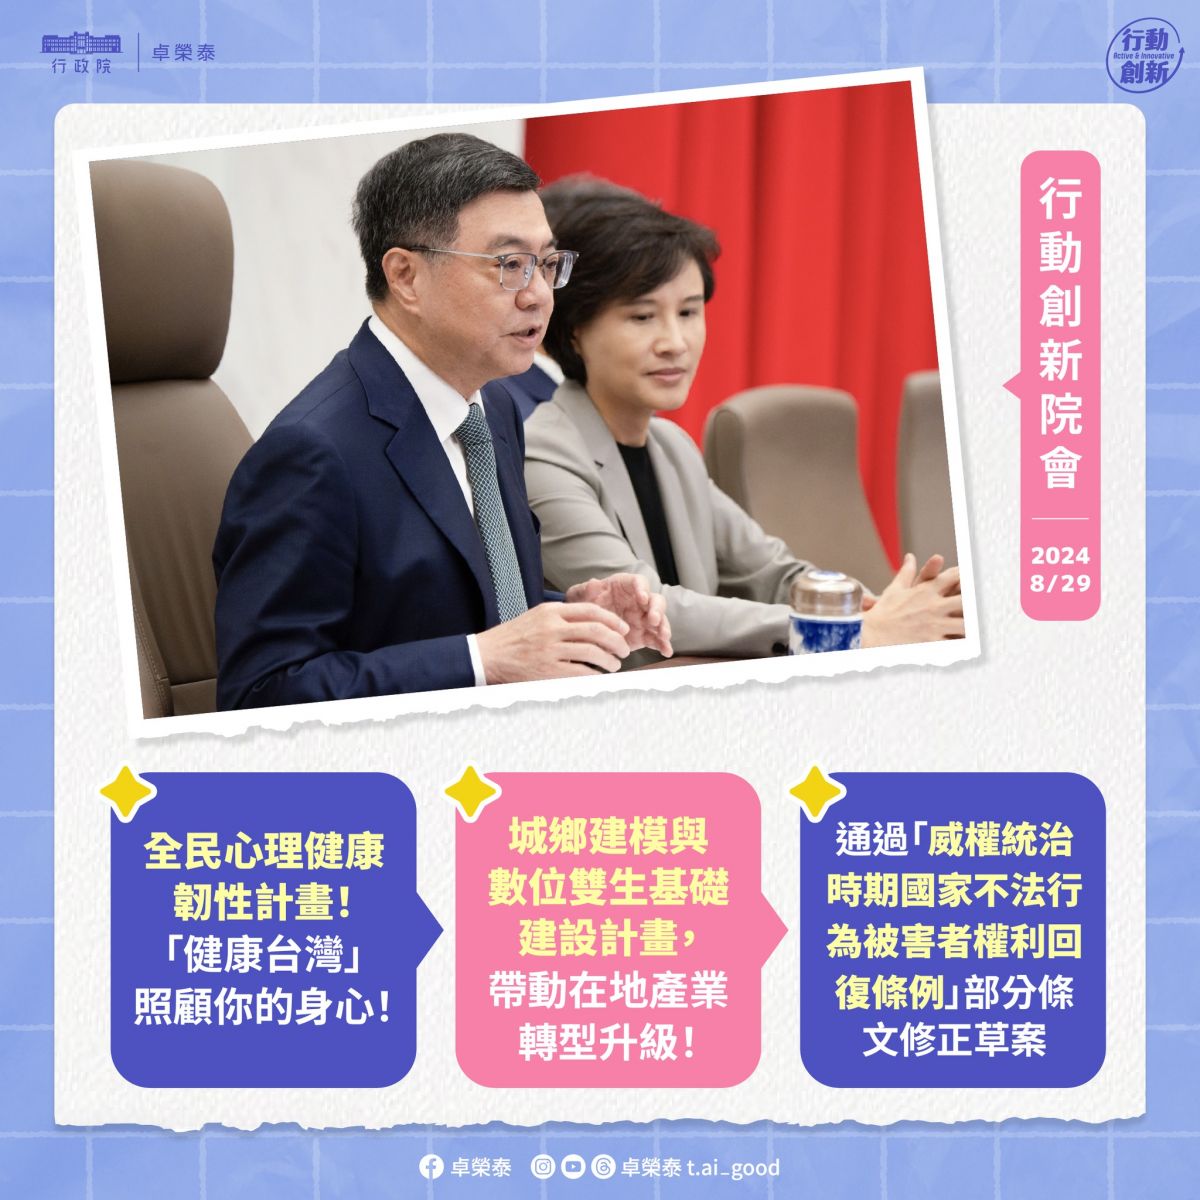 行政院
卓榮泰
行動
Active & Innovative
創新
行動創新院會
2024
8/29
全民心理健康
韌性計畫!
「健康台灣」
照顧你的身心!
城鄉建模與
數位雙生基礎
建設計畫,
帶動在地產業
轉型升級!
通過「威權統治
時期國家不法行
為被害者權利回
復條例」部分條
文修正草案
卓榮泰 卓榮泰 t.ai_good